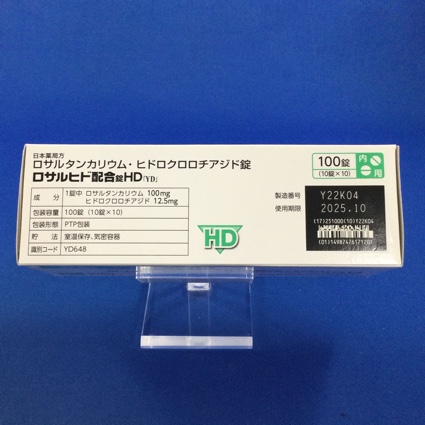 日本薬局方
ロサルタンカリウム・ヒドロクロロチアジド錠
ロサルヒド配合錠HD「YD」
成 分 1錠中 ロサルタンカリウム 100mg
ヒドロクロロチアジド 12.5mg
包装容量 100錠（10錠×10）
包装形態 PTP包装
貯 法 室温保存、気密容器
識別コード YD648
HD
100錠
(10錠×10)
内 用
製造番号 Y22K04
使用期限 2025.10
(17)251000(10)Y22K04